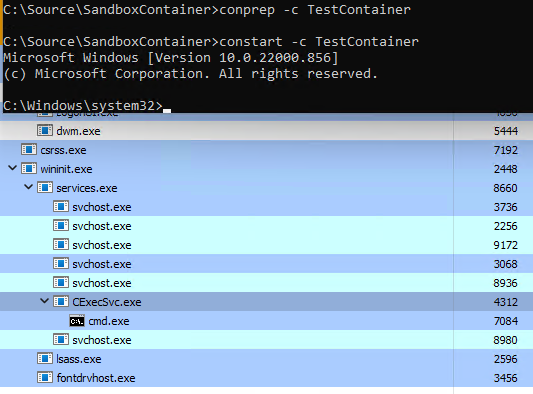 C:\Source\SandboxContainer>conprep -c TestContainer
C:\Source\SandboxContainer>constart -c TestContainer
Microsoft Windows [Version 10.0.22000.856]
(c) Microsoft Corporation. All rights reserved.
C:\Windows\system32>
dwm.exe 5444
csrss.exe 7192
wininit.exe 2448
services.exe 8660
svchost.exe 3736
svchost.exe 2256
svchost.exe 9172
svchost.exe 3068
svchost.exe 8936
CExecSvc.exe 4312
cmd.exe 7084
svchost.exe 8980
lsass.exe 2596
fontdrvhost.exe 3456